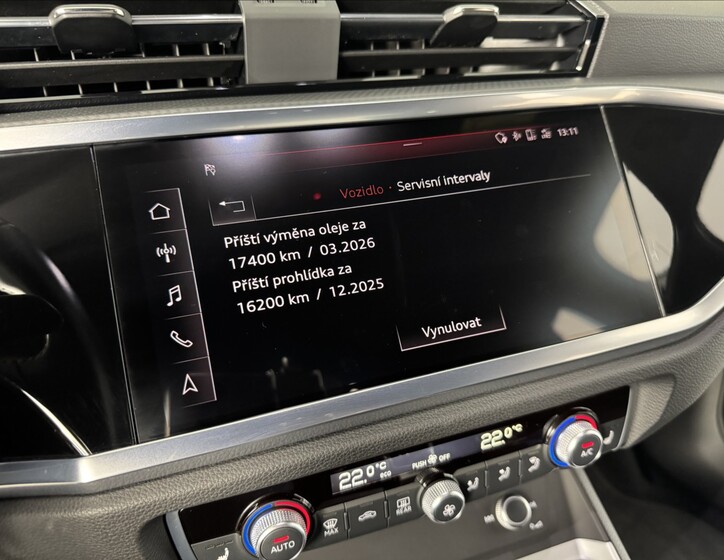 13:11
Vozidlo · Servisní intervaly
Příští výměna oleje za
17400 km / 03.2026
Příští prohlídka za
16200 km / 12.2025
Vynulovat
22.0°C
22.0°C
eco
PUSH OFF
A/C
MAX
REAR
AUTO